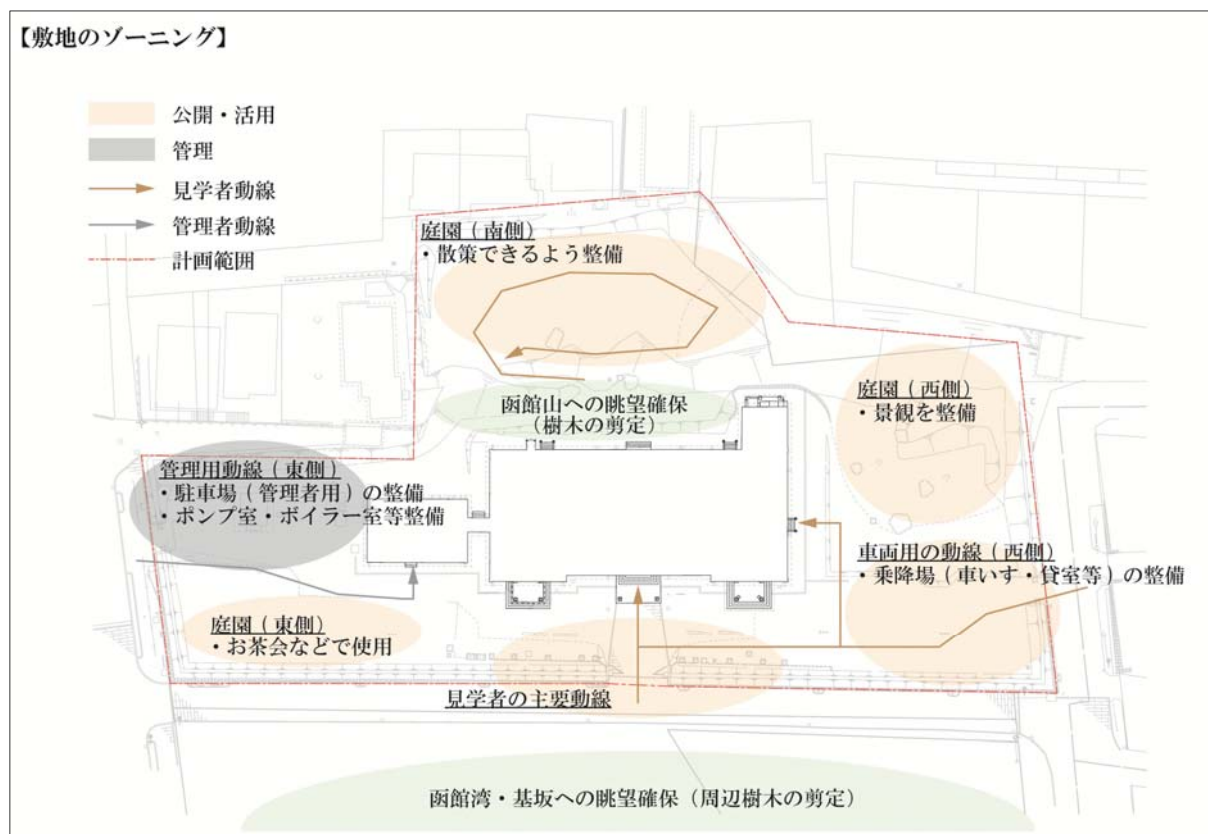 【敷地のゾーニング】
公開・活用
管理
見学者動線
管理者動線
計画範囲
庭園（南側）
・散策できるよう整備
函館山への眺望確保
（樹木の剪定）
庭園（西側）
・景観を整備
管理用動線（東側）
・駐車場（管理者用）の整備
・ポンプ室・ボイラー室等整備
車両用の動線（西側）
・乗降場（車いす・貸室等）の整備
庭園（東側）
・お茶会などで使用
見学者の主要動線
函館湾・基坂への眺望確保（周辺樹木の剪定）